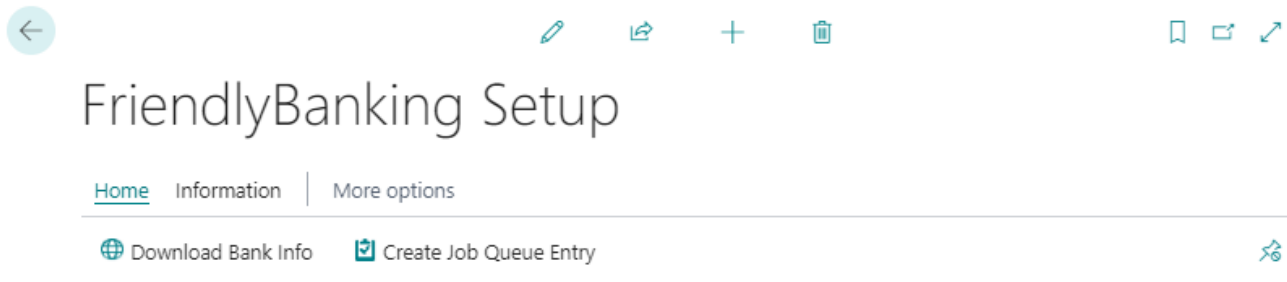 FriendlyBanking Setup
Home Information More options
Download Bank Info Create Job Queue Entry